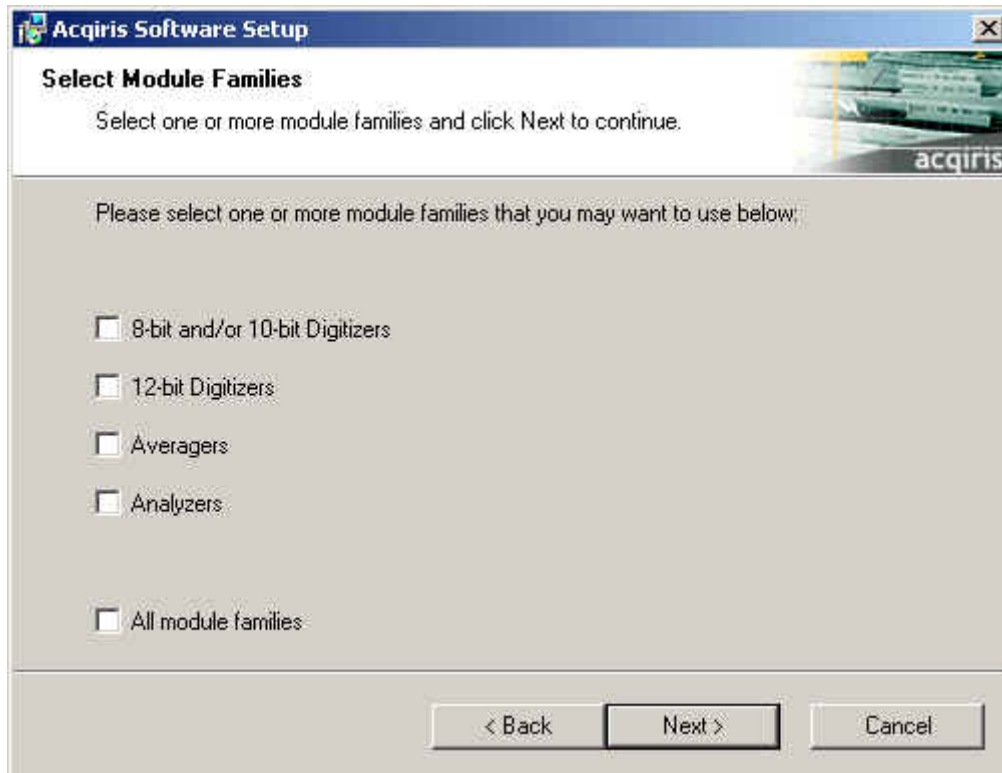 Acqiris Software Setup
Select Module Families
Select one or more module families and click Next to continue.
acqiris
Please select one or more module families that you may want to use below:
8-bit and/or 10-bit Digitizers
12-bit Digitizers
Averagers
Analyzers
All module families
< Back
Next >
Cancel